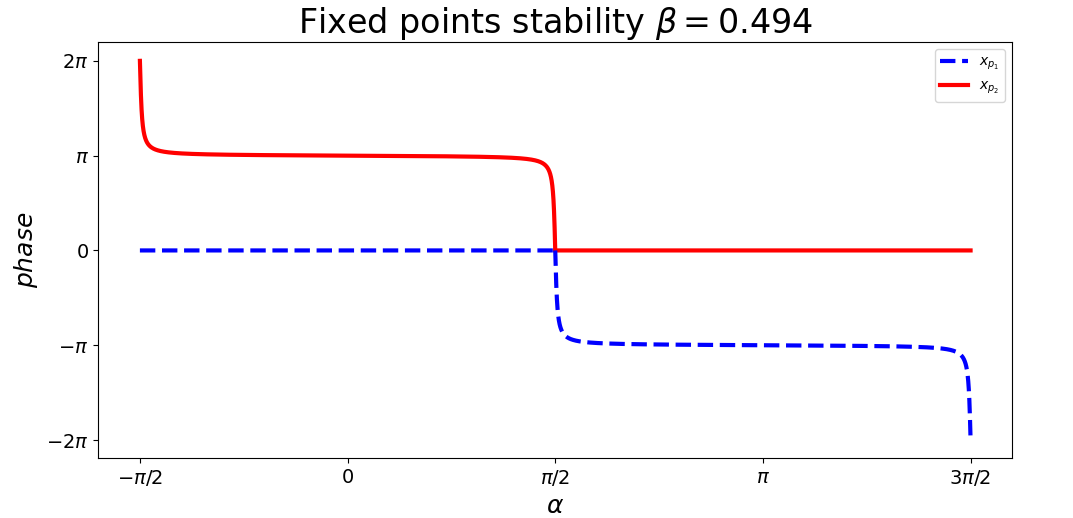 Fixed points stability β = 0.494
2π
π
0
−π
−2π
phase
x_{p_1}
x_{p_2}
−π/2
0
π/2
π
3π/2
α